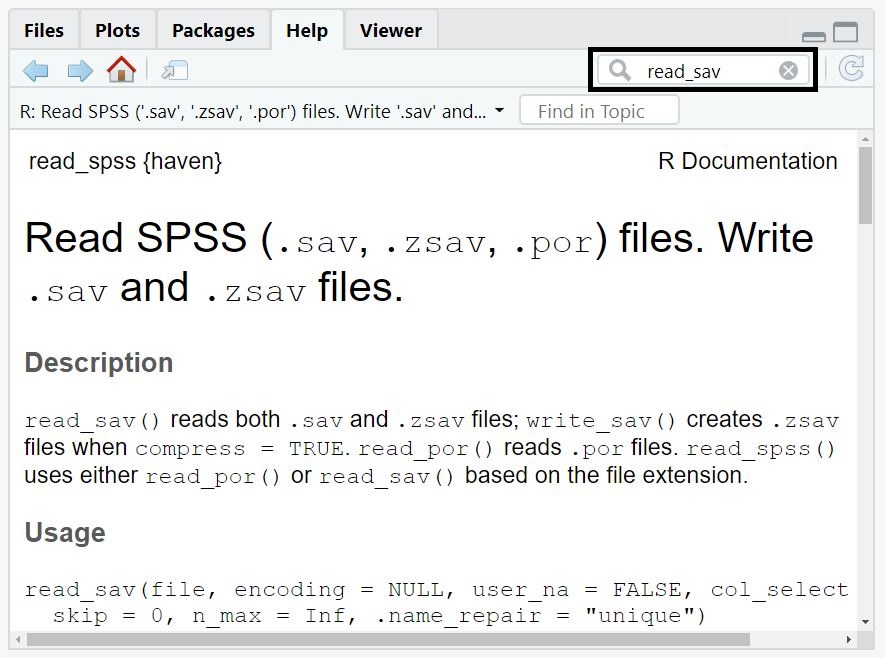 Files Plots Packages Help Viewer
read_sav
R: Read SPSS ('.sav', '.zsav', '.por') files. Write '.sav' and... Find in Topic
read_spss {haven} R Documentation
Read SPSS (.sav, .zsav, .por) files. Write
.sav and .zsav files.
Description
read_sav() reads both .sav and .zsav files; write_sav() creates .zsav
files when compress = TRUE. read_por() reads .por files. read_spss()
uses either read_por() or read_sav() based on the file extension.
Usage
read_sav(file, encoding = NULL, user_na = FALSE, col_select
skip = 0, n_max = Inf, .name_repair = "unique")